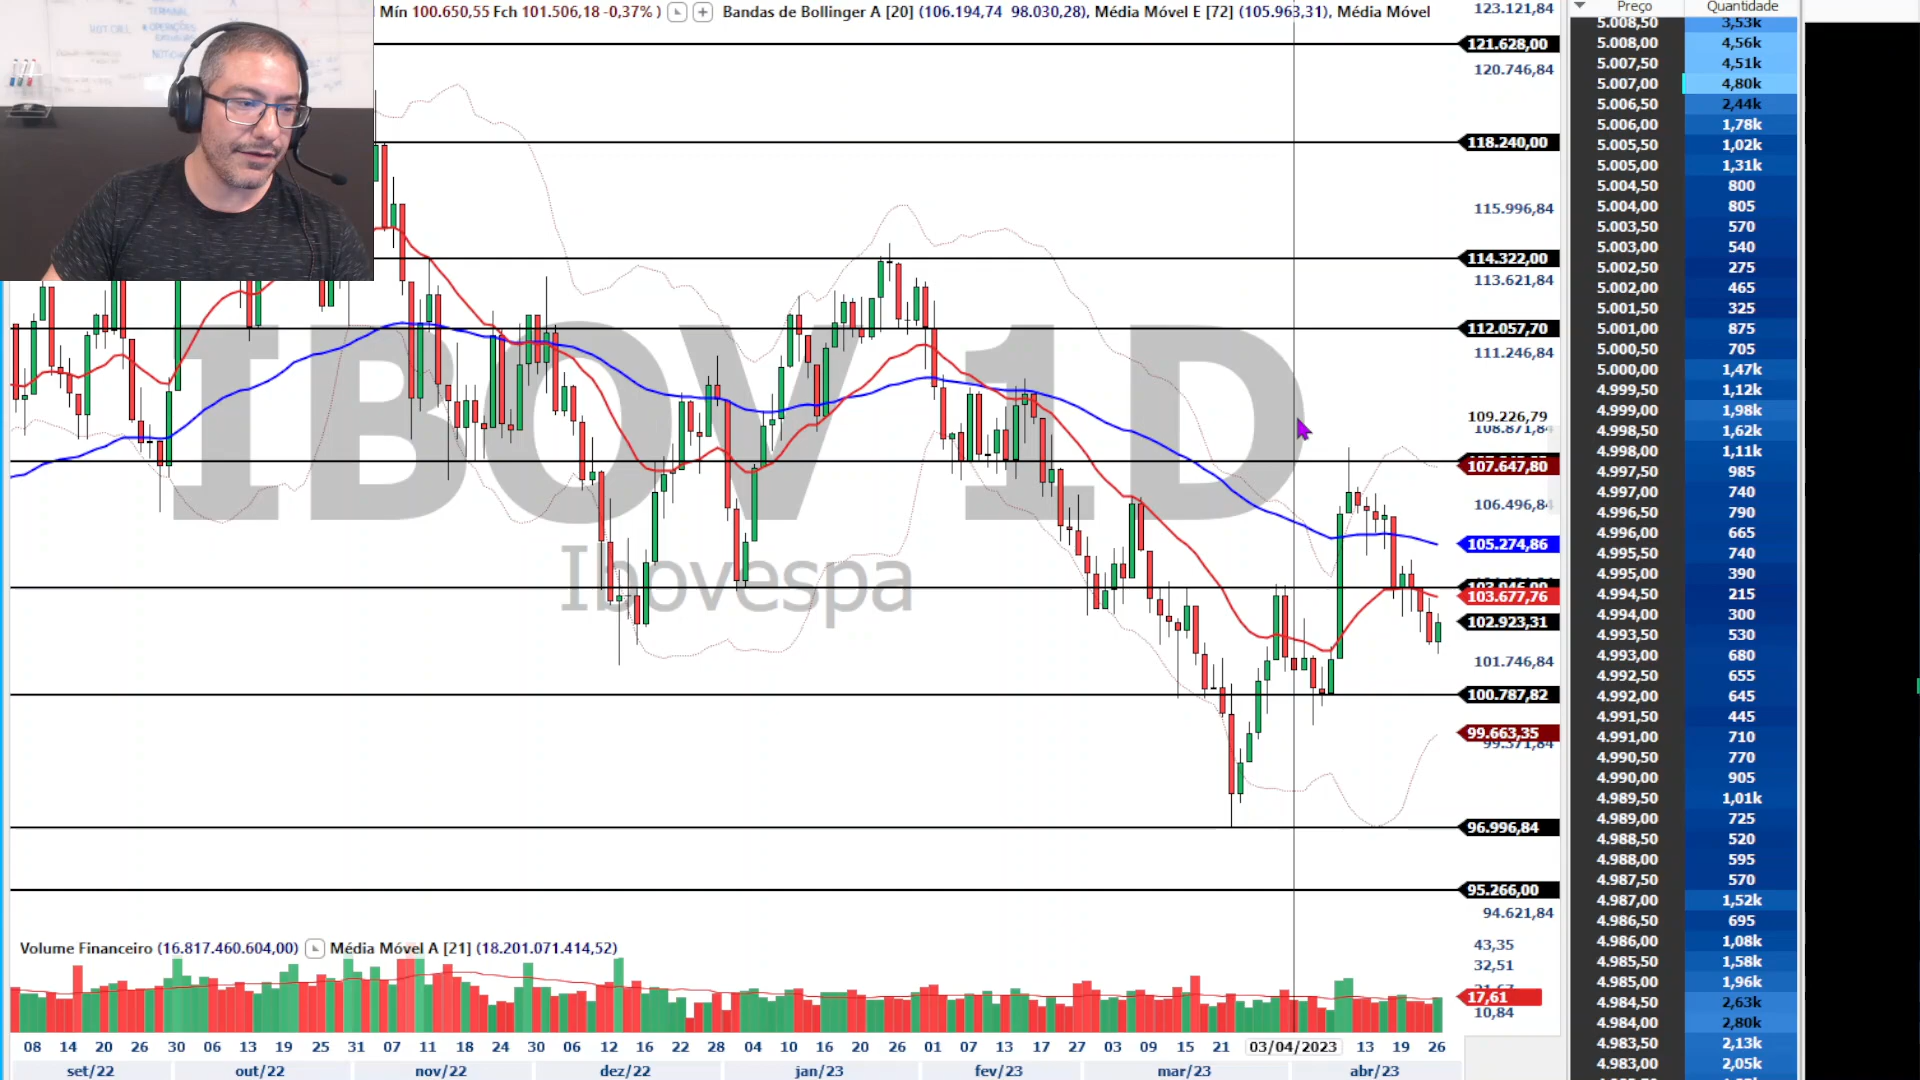 Mín 100.650,55 Fch 101.506,18 -0,37% ) Bandas de Bollinger A [20] (106.194,74 98.030,28), Média Móvel E [72] (105.963,31), Média Móvel
123.121,84
121.628,00
120.746,84
118.240,00
115.996,84
114.322,00
113.621,84
112.057,70
111.246,84
109.226,79
108.871,84
107.647,80
106.496,84
105.274,86
103.677,76
102.923,31
101.746,84
100.787,82
99.663,35
99.371,84
96.996,84
95.266,00
94.621,84
IBOV 1D
Ibovespa
Volume Financeiro (16.817.460.604,00) Média Móvel A [21] (18.201.071.414,52)
43,35
32,51
17,61
10,84
08 14 20 26 30 06 13 19 25 31 07 11 18 24 30 06 12 16 22 28 04 10 16 20 26 01 07 13 17 27 03 09 15 21 03/04/2023 13 19 26
set/22 out/22 nov/22 dez/22 jan/23 fev/23 mar/23 abr/23
Preço Quantidade
5.008,50 3,53k
5.008,00 4,56k
5.007,50 4,51k
5.007,00 4,80k
5.006,50 2,44k
5.006,00 1,78k
5.005,50 1,02k
5.005,00 1,31k
5.004,50 800
5.004,00 805
5.003,50 570
5.003,00 540
5.002,50 275
5.002,00 465
5.001,50 325
5.001,00 875
5.000,50 705
5.000,00 1,47k
4.999,50 1,12k
4.999,00 1,98k
4.998,50 1,62k
4.998,00 1,11k
4.997,50 985
4.997,00 740
4.996,50 790
4.996,00 665
4.995,50 740
4.995,00 390
4.994,50 215
4.994,00 300
4.993,50 530
4.993,00 680
4.992,50 655
4.992,00 645
4.991,50 445
4.991,00 710
4.990,50 770
4.990,00 905
4.989,50 1,01k
4.989,00 725
4.988,50 520
4.988,00 595
4.987,50 570
4.987,00 1,52k
4.986,50 695
4.986,00 1,08k
4.985,50 1,58k
4.985,00 1,96k
4.984,50 2,63k
4.984,00 2,80k
4.983,50 2,13k
4.983,00 2,05k